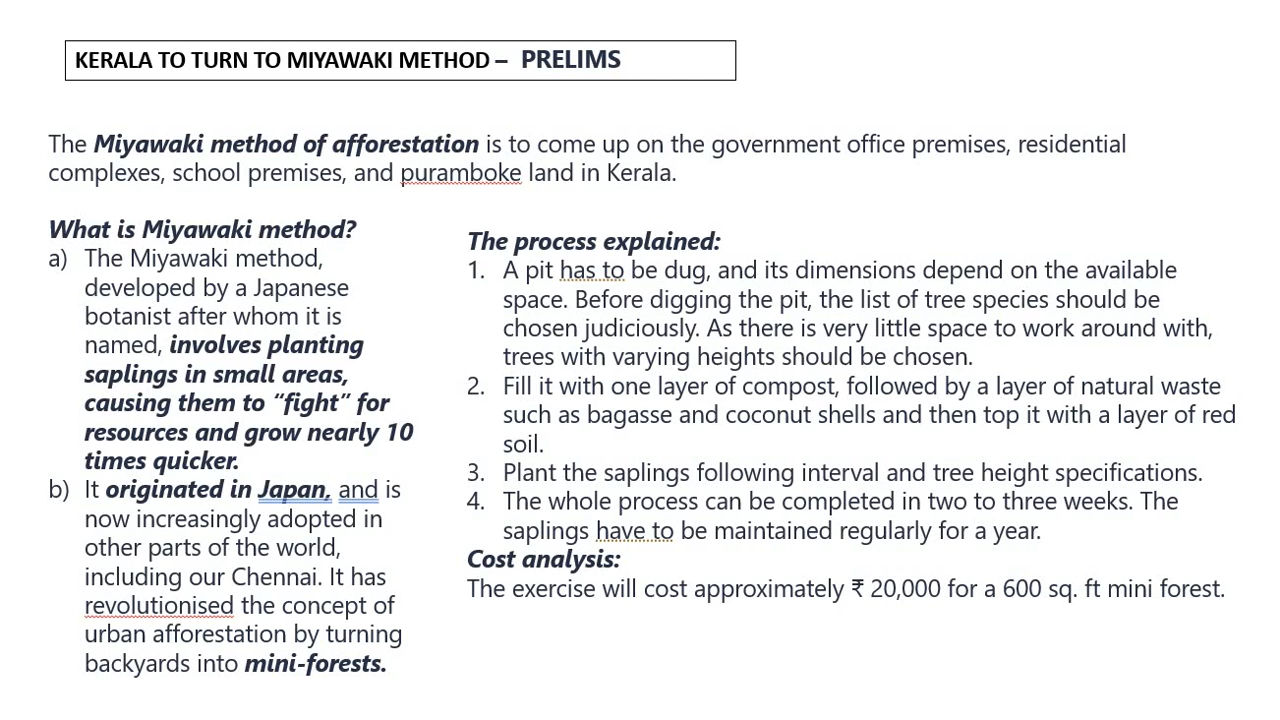 KERALA TO TURN TO MIYAWAKI METHOD – PRELIMS
The Miyawaki method of afforestation is to come up on the government office premises, residential
complexes, school premises, and puramboke land in Kerala.
What is Miyawaki method?
a) The Miyawaki method,
developed by a Japanese
botanist after whom it is
named, involves planting
saplings in small areas,
causing them to “fight” for
resources and grow nearly 10
times quicker.
b) It originated in Japan, and is
now increasingly adopted in
other parts of the world,
including our Chennai. It has
revolutionised the concept of
urban afforestation by turning
backyards into mini-forests.
The process explained:
1. A pit has to be dug, and its dimensions depend on the available
space. Before digging the pit, the list of tree species should be
chosen judiciously. As there is very little space to work around with,
trees with varying heights should be chosen.
2. Fill it with one layer of compost, followed by a layer of natural waste
such as bagasse and coconut shells and then top it with a layer of red
soil.
3. Plant the saplings following interval and tree height specifications.
4. The whole process can be completed in two to three weeks. The
saplings have to be maintained regularly for a year.
Cost analysis:
The exercise will cost approximately ₹ 20,000 for a 600 sq. ft mini forest.